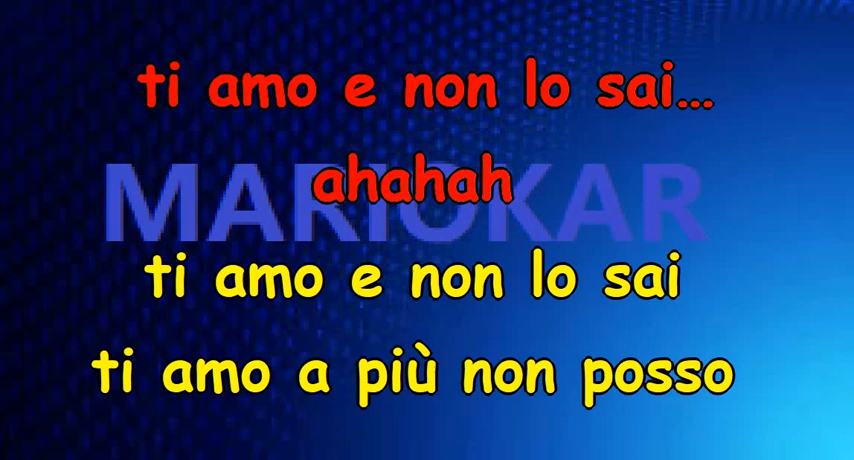 ti amo e non lo sai...
ahahah
MARIOKAR
ti amo e non lo sai
ti amo a più non posso